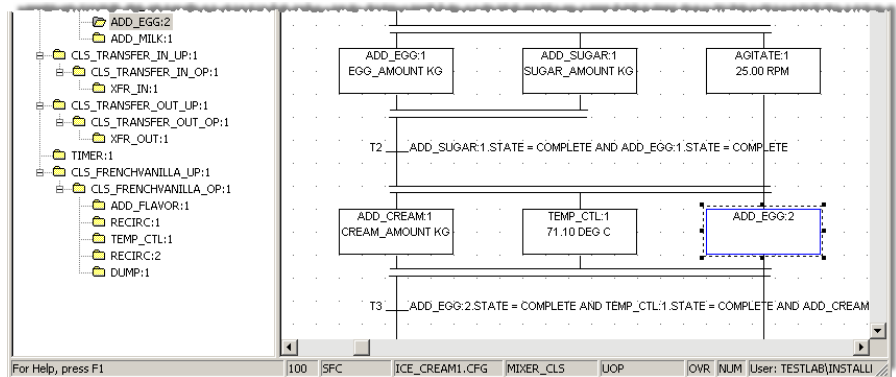 ADD_EGG:2
ADD_MILK:1
CLS_TRANSFER_IN_UP:1
CLS_TRANSFER_IN_OP:1
XFR_IN:1
CLS_TRANSFER_OUT_UP:1
CLS_TRANSFER_OUT_OP:1
XFR_OUT:1
TIMER:1
CLS_FRENCHVANILLA_UP:1
CLS_FRENCHVANILLA_OP:1
ADD_FLAVOR:1
RECIRC:1
TEMP_CTL:1
RECIRC:2
DUMP:1
ADD_EGG:1
EGG_AMOUNT KG
ADD_SUGAR:1
SUGAR_AMOUNT KG
AGITATE:1
25.00 RPM
T2 ADD_SUGAR:1.STATE = COMPLETE AND ADD_EGG:1.STATE = COMPLETE
ADD_CREAM:1
CREAM_AMOUNT KG
TEMP_CTL:1
71.10 DEG C
ADD_EGG:2
T3 ADD_EGG:2.STATE = COMPLETE AND TEMP_CTL:1.STATE = COMPLETE AND ADD_CREAM
For Help, press F1
100 SFC ICE_CREAM1.CFG MIXER_CLS UOP OVR NUM User: TESTLAB\INSTALLI